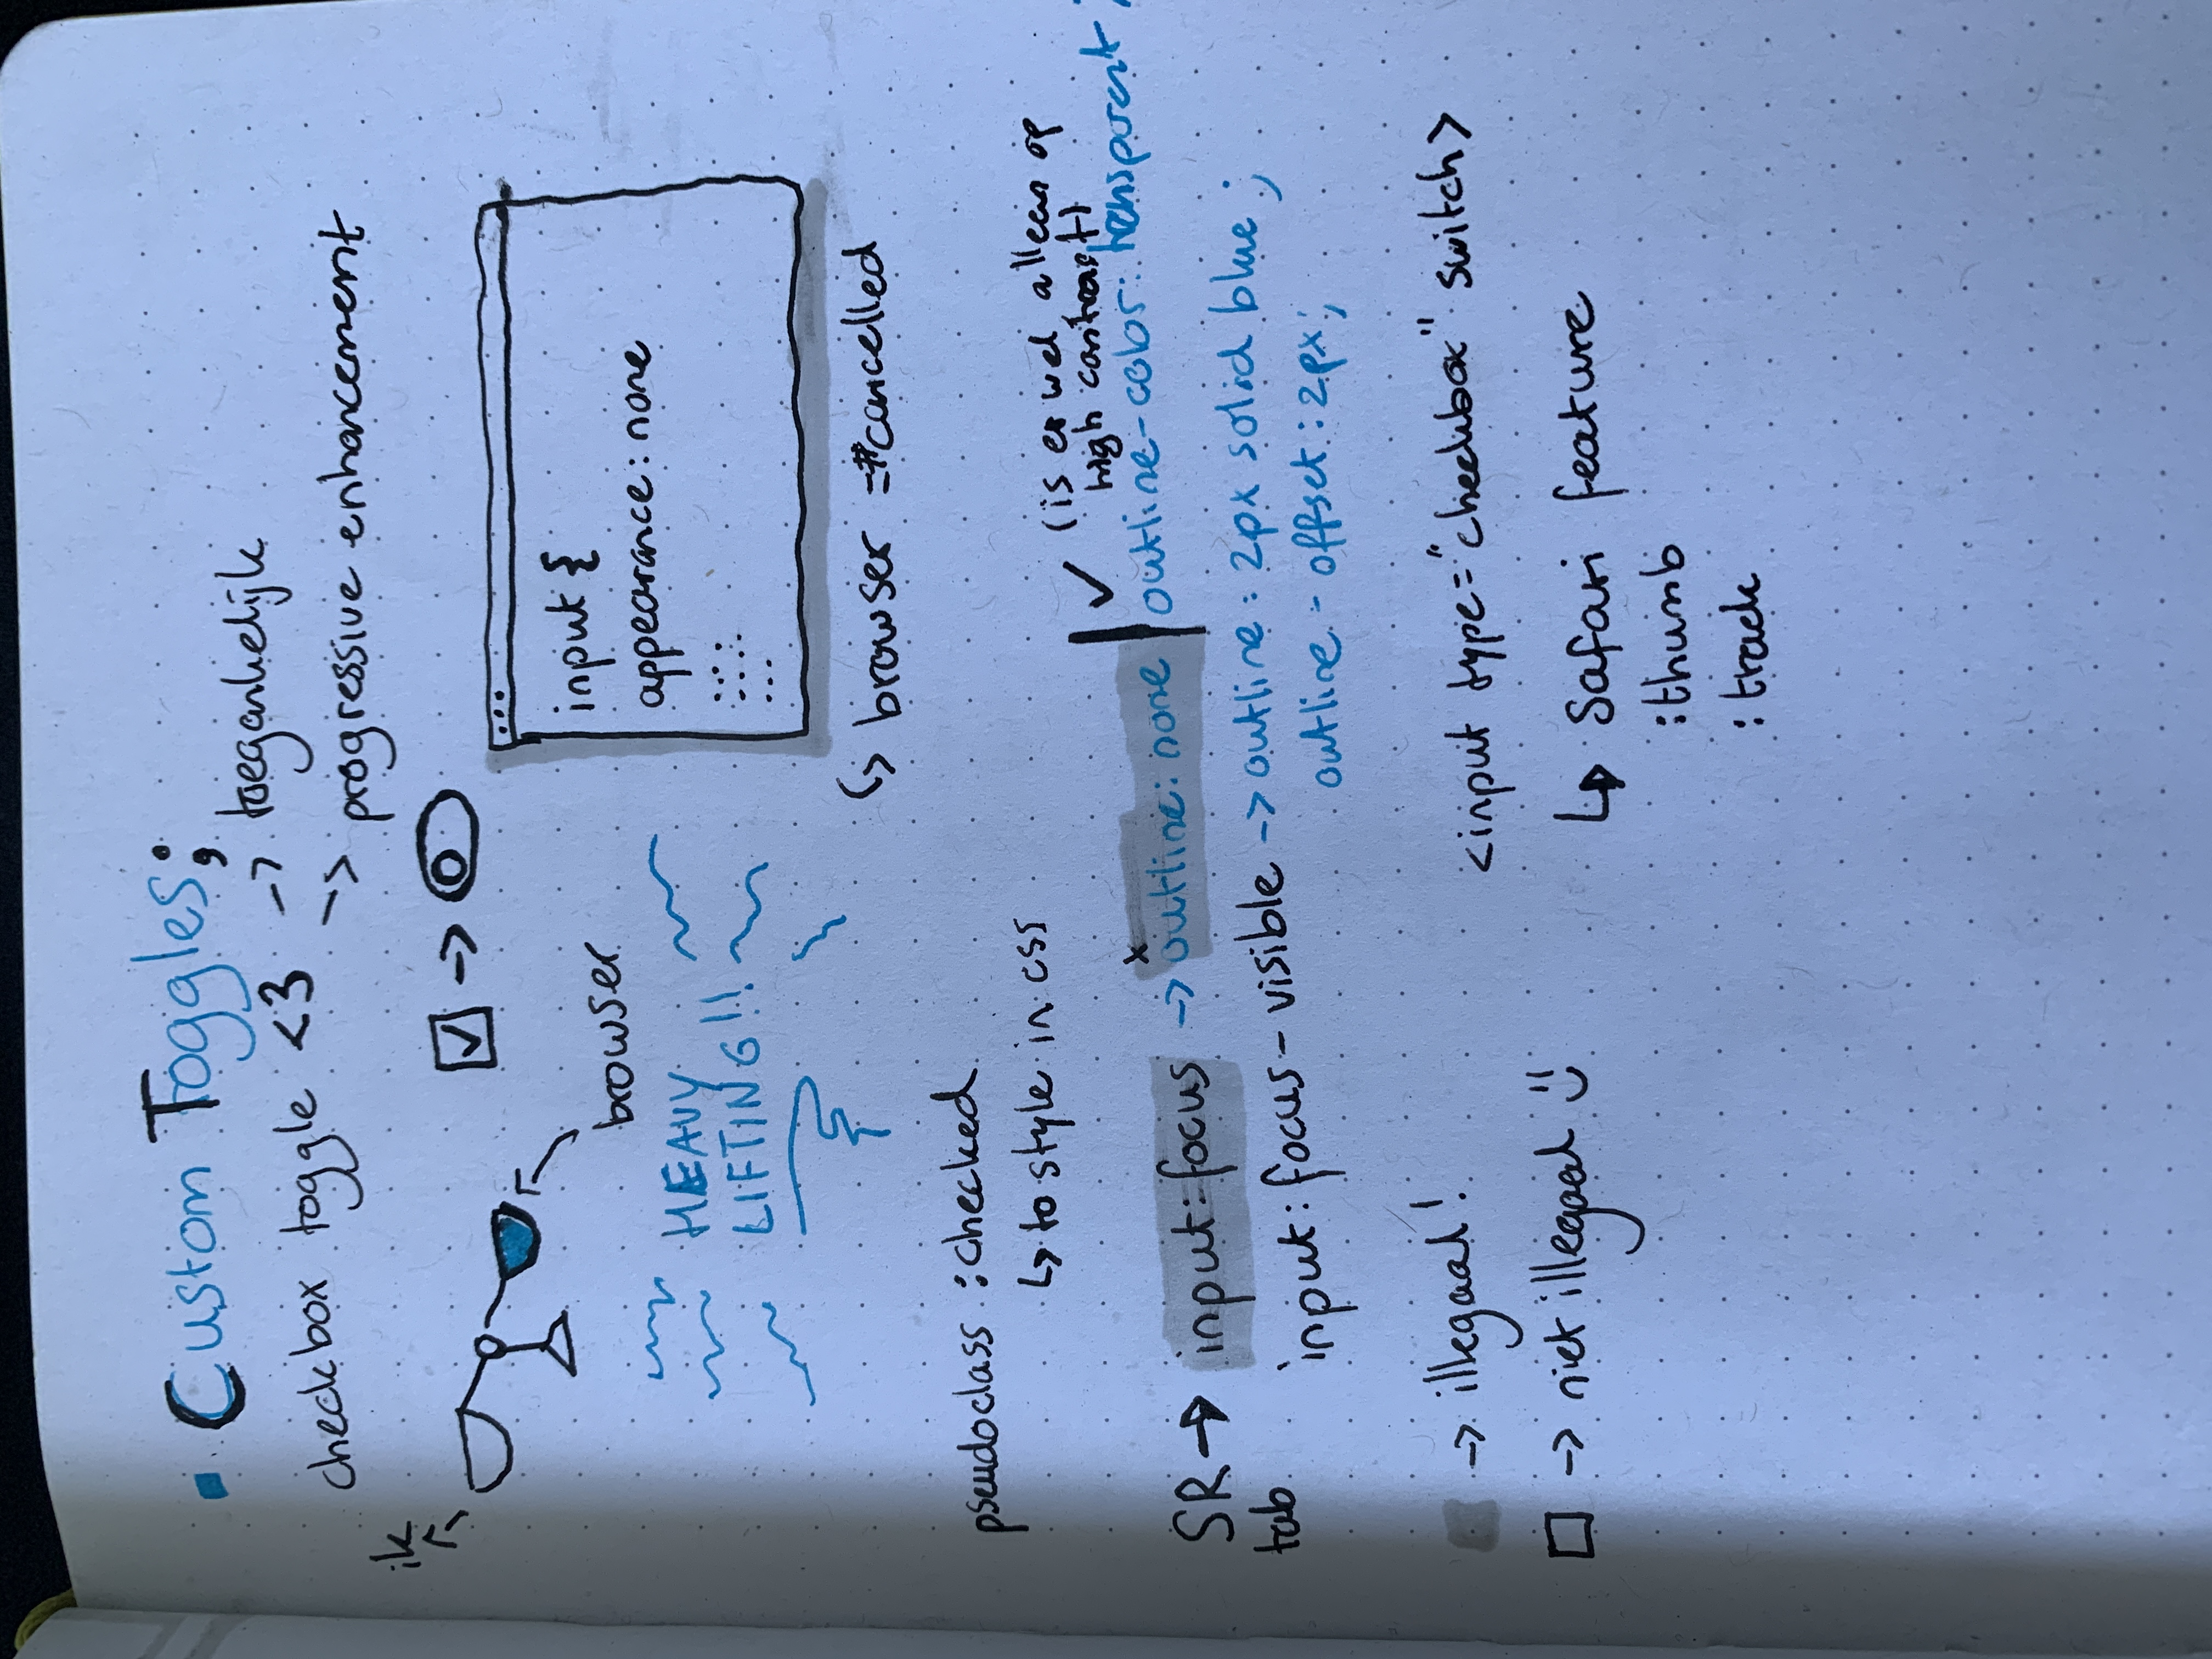 Custom Toggles;
checkbox toggle <3 -> toegankelijk
-> progressive enhancement
ik
browser
HEAVY
LIFTING!!
input {
appearance: none
browser =#cancelled
pseudoclass :checked
to style in css
SR -> input:focus -> x outline: none | ✓ (is er wel, alleen op
high contrast)
outline-color: transparent;
tab
input:focus-visible -> outline: 2px solid blue;
outline-offset: 2px;
-> illegaal!
-> niet illegaal
<input type="checkbox" switch>
Safari feature
:thumb
:track